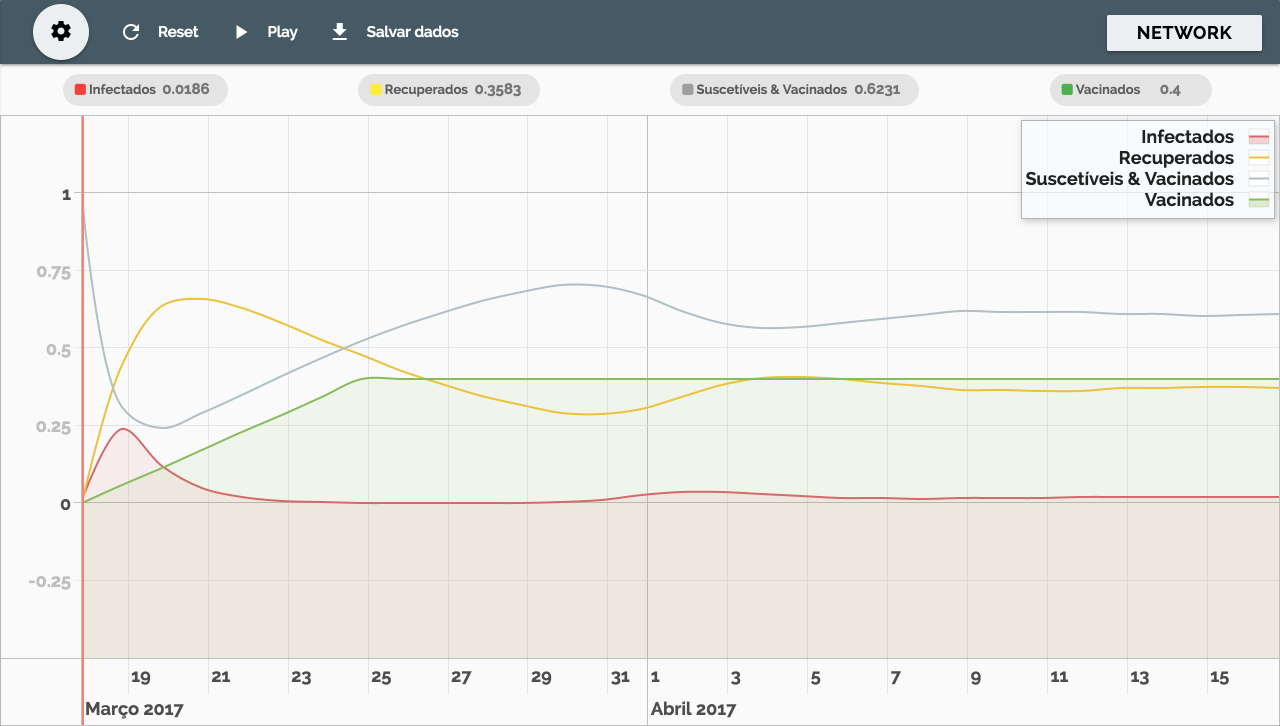 Reset Play Salvar dados NETWORK
Infectados 0.0186 Recuperados 0.3583 Suscetíveis & Vacinados 0.6231 Vacinados 0.4
Infectados
Recuperados
Suscetíveis & Vacinados
Vacinados
1
0.75
0.5
0.25
0
-0.25
19 21 23 25 27 29 31 1 3 5 7 9 11 13 15
Março 2017 Abril 2017